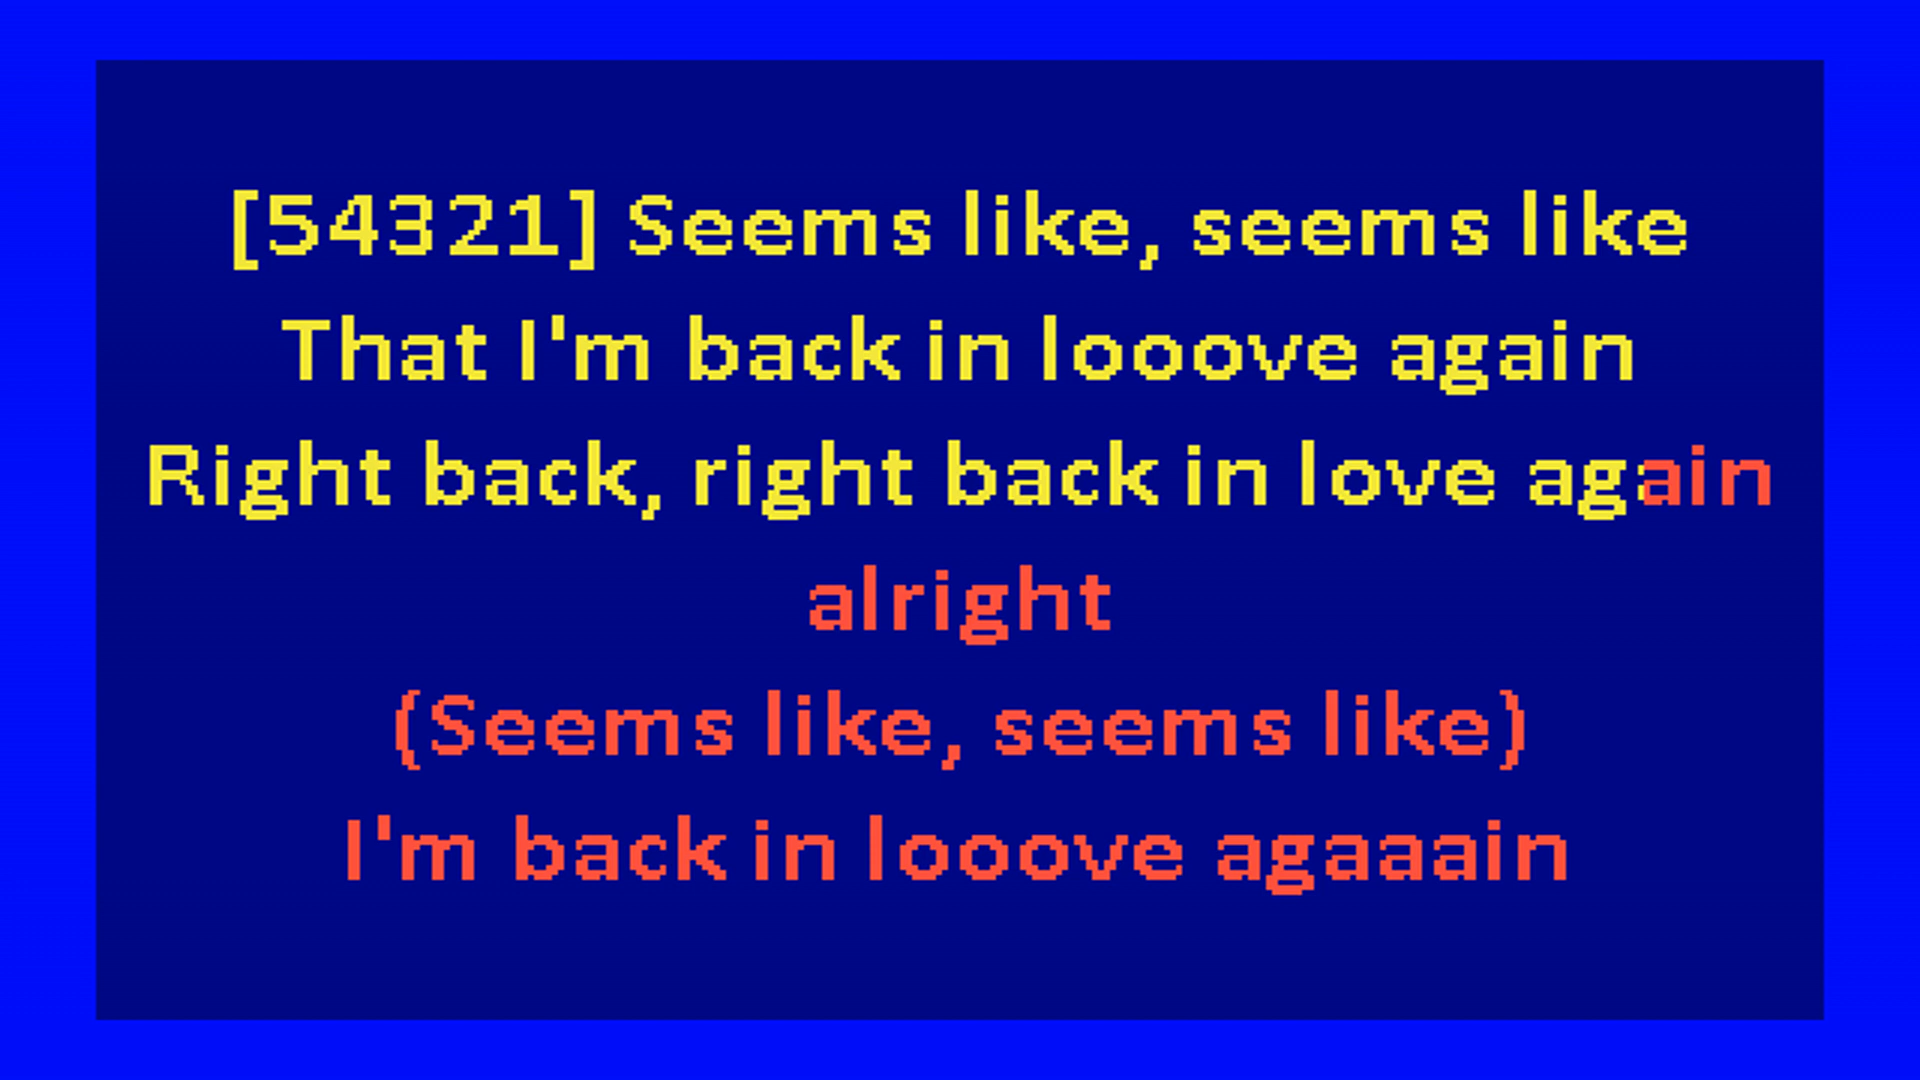 [54321] Seems like, seems like
That I'm back in looove again
Right back, right back in love again
alright
(Seems like, seems like)
I'm back in looove agaaain